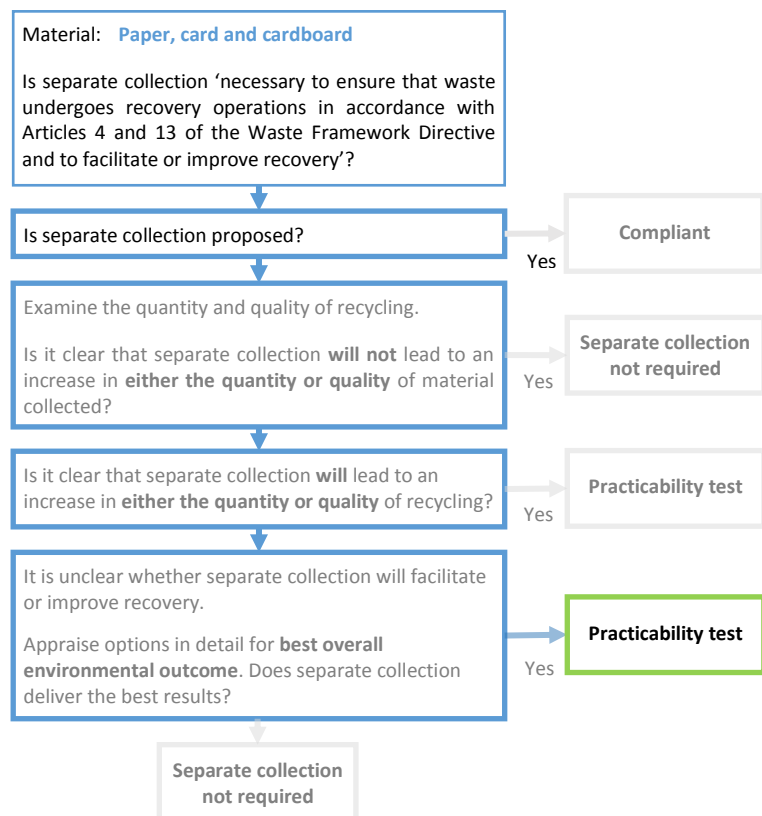 Material: Paper, card and cardboard
Is separate collection ‘necessary to ensure that waste
undergoes recovery operations in accordance with
Articles 4 and 13 of the Waste Framework Directive
and to facilitate or improve recovery’?
Is separate collection proposed?
Yes
Compliant
Examine the quantity and quality of recycling.
Is it clear that separate collection will not lead to an
increase in either the quantity or quality of material
collected?
Yes
Separate collection
not required
Is it clear that separate collection will lead to an
increase in either the quantity or quality of recycling?
Yes
Practicability test
It is unclear whether separate collection will facilitate
or improve recovery.
Appraise options in detail for best overall
environmental outcome. Does separate collection
deliver the best results?
Yes
Practicability test
Separate collection
not required